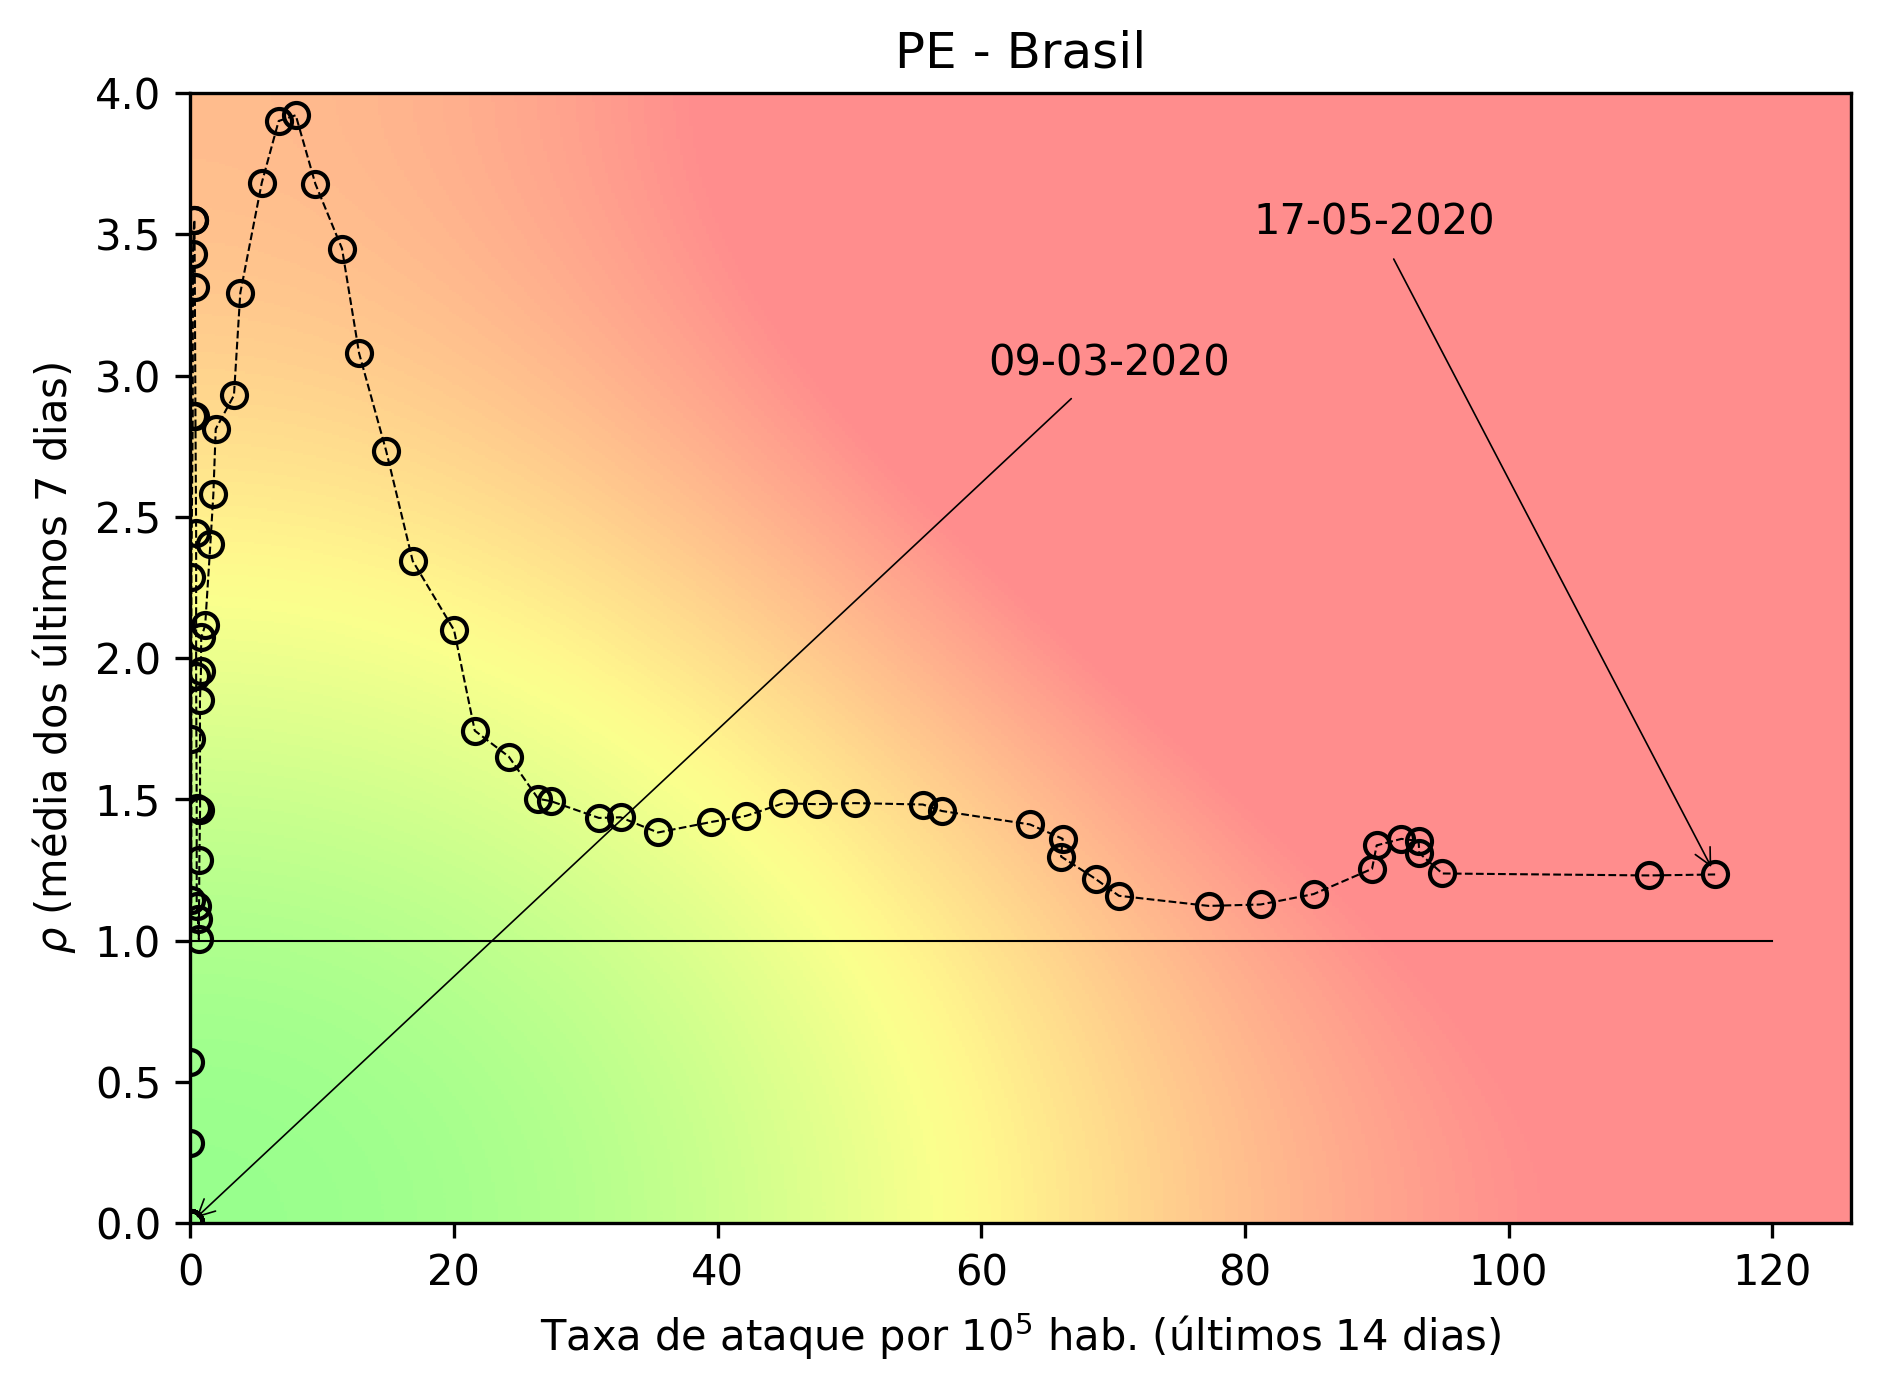 PE - Brasil
4.0
3.5
3.0
2.5
2.0
1.5
1.0
0.5
0.0
ρ (média dos últimos 7 dias)
17-05-2020
09-03-2020
0 20 40 60 80 100 120
Taxa de ataque por 10⁵ hab. (últimos 14 dias)